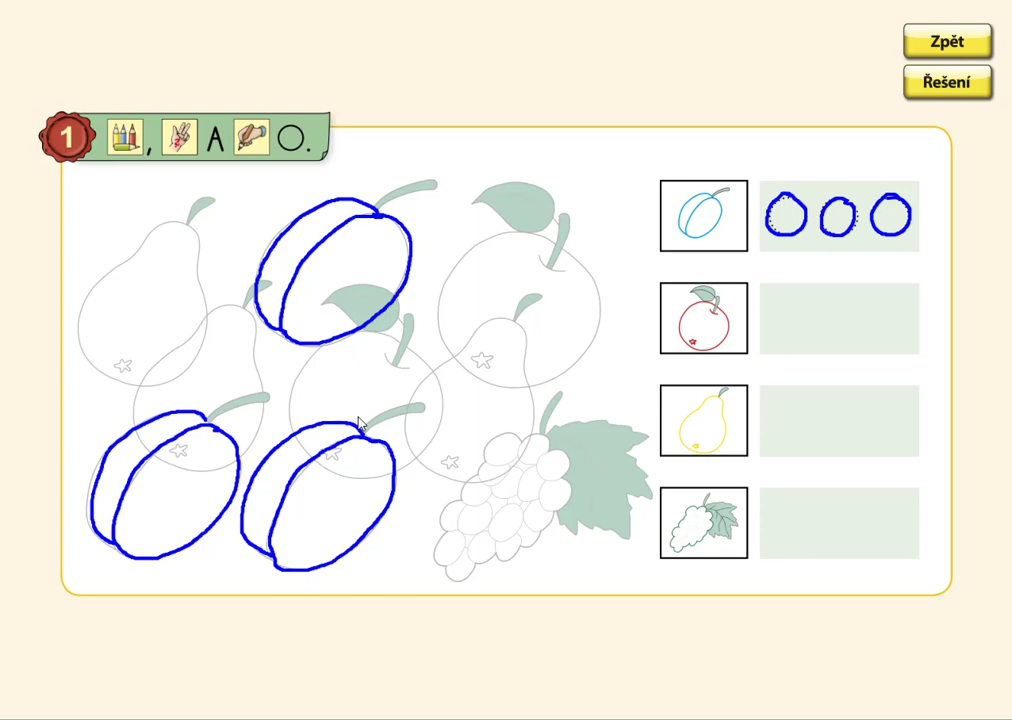 Zpět
Řešení
1 , A .